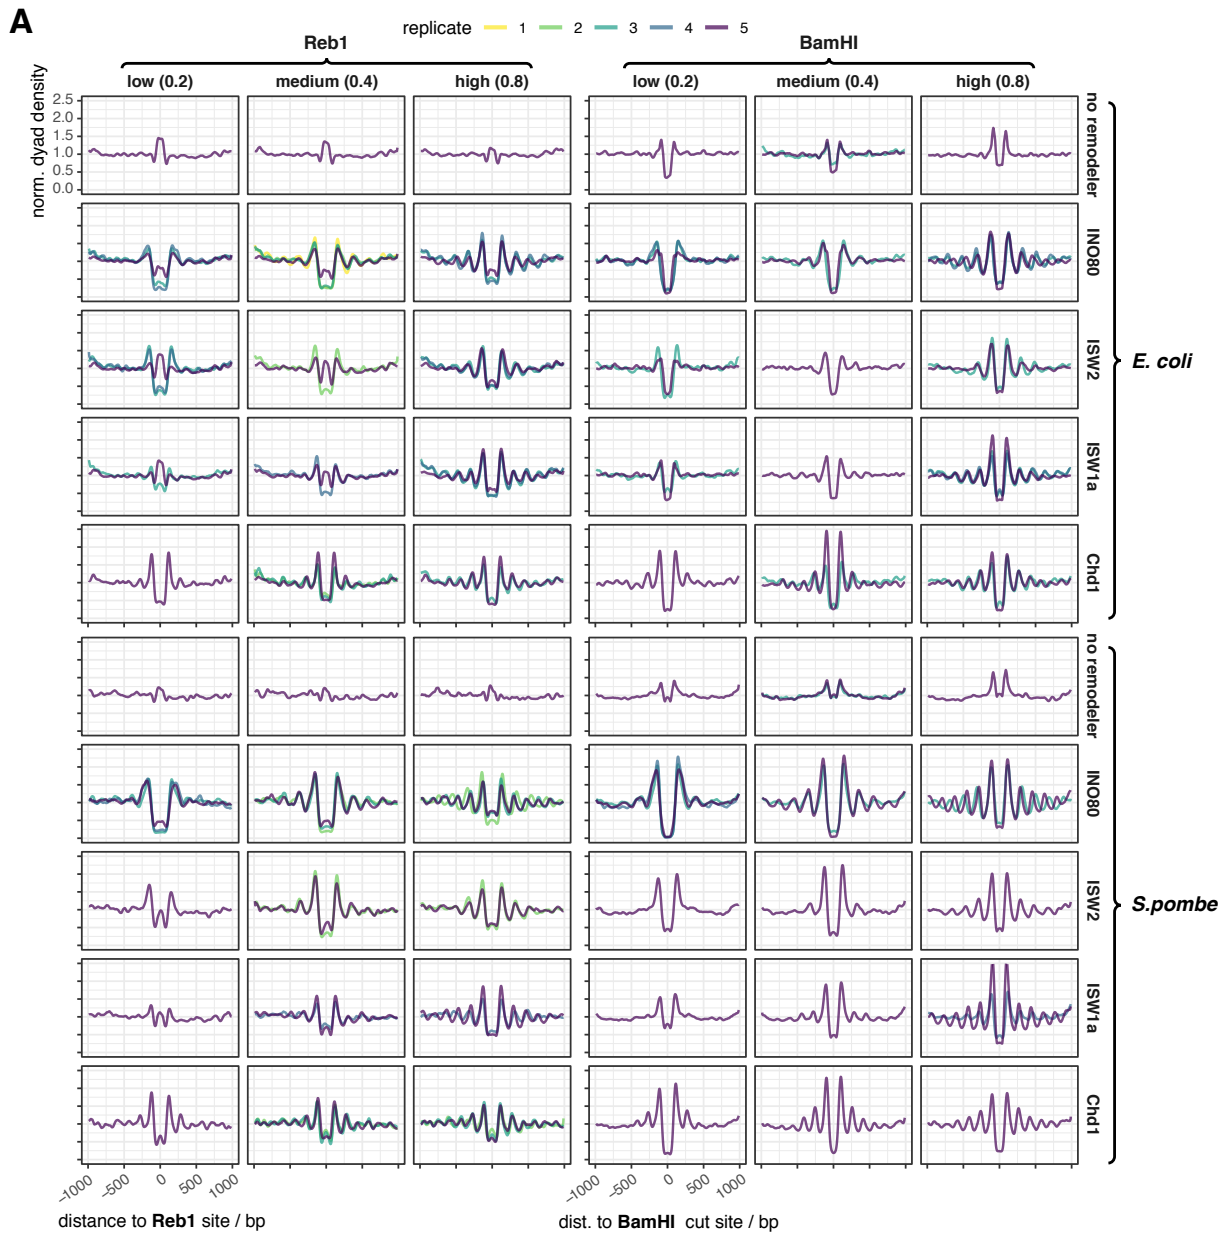 A
replicate 1 2 3 4 5
Reb1 BamHI
low (0.2) medium (0.4) high (0.8) low (0.2) medium (0.4) high (0.8)
norm. dyad density
2.5
2.0
1.5
1.0
0.5
0.0
no remodeler
INO80
ISW2
ISW1a
Chd1
E. coli
no remodeler
INO80
ISW2
ISW1a
Chd1
S.pombe
−1000 −500 0 500 1000 −1000 −500 0 500 1000
distance to Reb1 site / bp dist. to BamHI cut site / bp